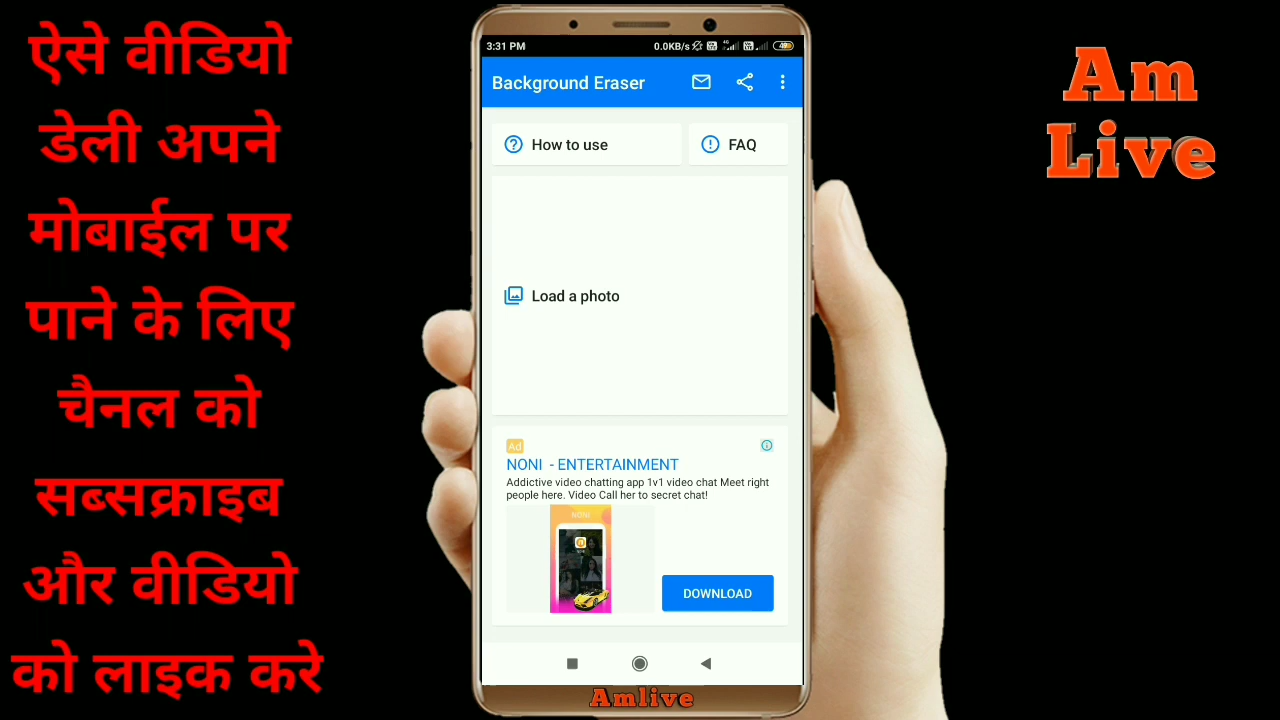 ऐसे वीडियो
डेली अपने
मोबाईल पर
पाने के लिए
चैनल को
सब्सक्राइब
और वीडियो
को लाइक करे
3:31 PM
0.0KB/s
49
Background Eraser
How to use
FAQ
Load a photo
Ad
NONI - ENTERTAINMENT
Addictive video chatting app 1v1 video chat Meet right
people here. Video Call her to secret chat!
NONI
DOWNLOAD
Amlive
Am
Live